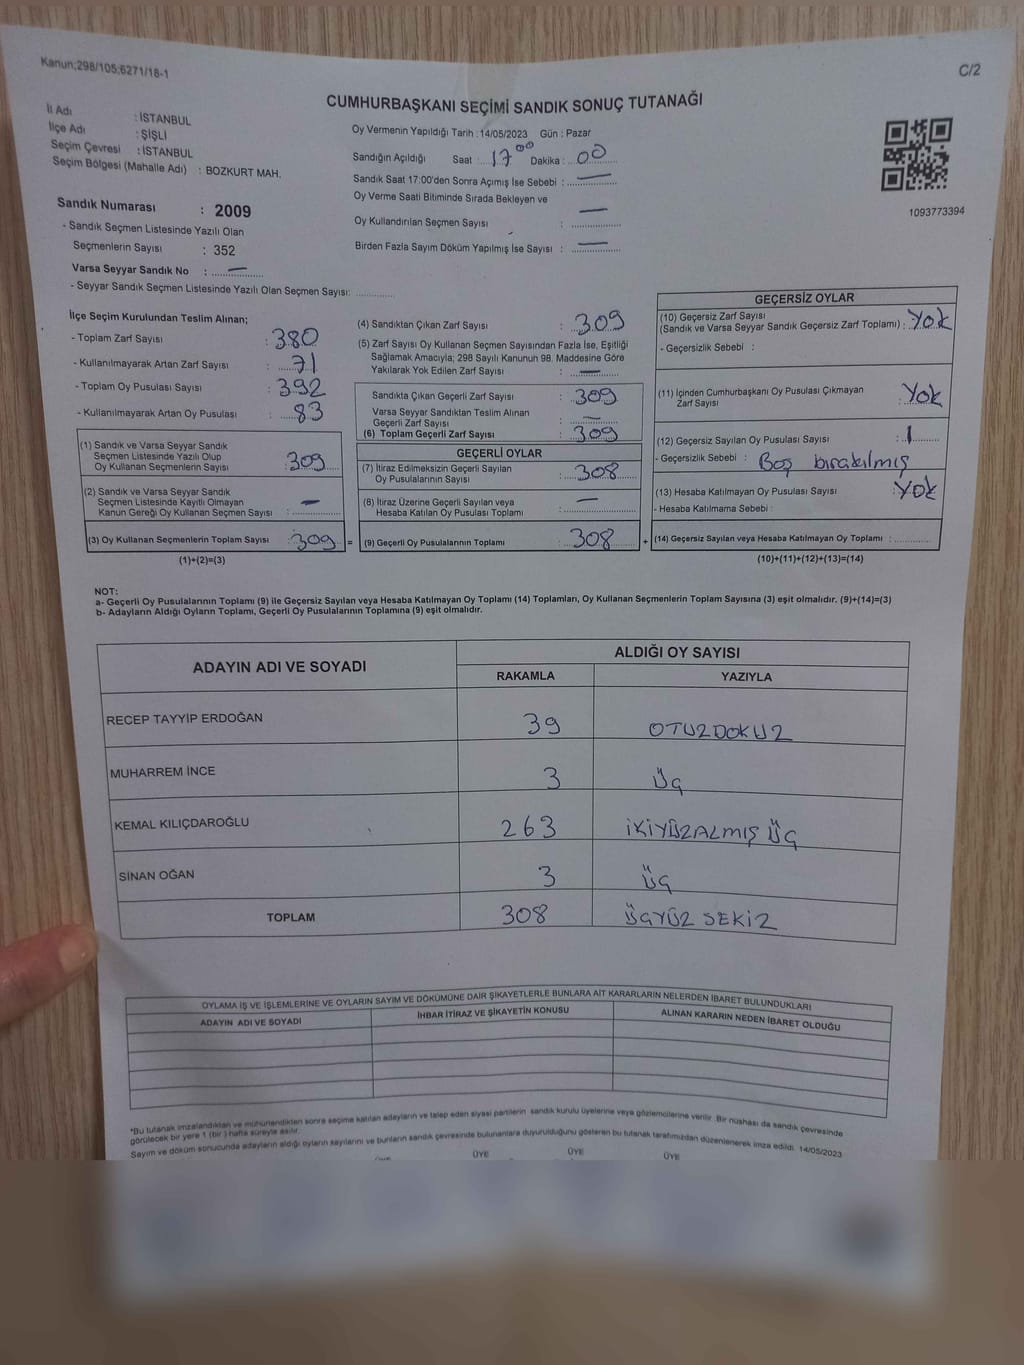 Kanun;298/105;6271/18-1
C/2
CUMHURBAŞKANI SEÇİMİ SANDIK SONUÇ TUTANAĞI
İl Adı : İSTANBUL
İlçe Adı : ŞİŞLİ
Seçim Çevresi : İSTANBUL
Seçim Bölgesi (Mahalle Adı) : BOZKURT MAH.
Sandık Numarası : 2009
- Sandık Seçmen Listesinde Yazılı Olan
Seçmenlerin Sayısı : 352
Varsa Seyyar Sandık No : —
- Seyyar Sandık Seçmen Listesinde Yazılı Olan Seçmen Sayısı: ............
Oy Vermenin Yapıldığı Tarih :14/05/2023 Gün : Pazar
Sandığın Açıldığı Saat : 17 00 Dakika : 00
Sandık Saat 17:00'den Sonra Açımış İse Sebebi : —
Oy Verme Saati Bitiminde Sırada Bekleyen ve
Oy Kullandırılan Seçmen Sayısı : —
Birden Fazla Sayım Döküm Yapılmış İse Sayısı : —
1093773394
İlçe Seçim Kurulundan Teslim Alınan;
- Toplam Zarf Sayısı : 380
- Kullanılmayarak Artan Zarf Sayısı : 71
- Toplam Oy Pusulası Sayısı : 392
- Kullanılmayarak Artan Oy Pusulası : 83
(1) Sandık ve Varsa Seyyar Sandık
Seçmen Listesinde Yazılı Olup
Oy Kullanan Seçmenlerin Sayısı : 309
(2) Sandık ve Varsa Seyyar Sandık
Seçmen Listesinde Kayıtlı Olmayan
Kanun Gereği Oy Kullanan Seçmen Sayısı : —
(3) Oy Kullanan Seçmenlerin Toplam Sayısı : 309 =
(1)+(2)=(3)
(4) Sandıktan Çıkan Zarf Sayısı : 309
(5) Zarf Sayısı Oy Kullanan Seçmen Sayısından Fazla İse, Eşitliği
Sağlamak Amacıyla; 298 Sayılı Kanunun 98. Maddesine Göre
Yakılarak Yok Edilen Zarf Sayısı : —
Sandıkta Çıkan Geçerli Zarf Sayısı : 309
Varsa Seyyar Sandıktan Teslim Alınan
Geçerli Zarf Sayısı : —
(6) Toplam Geçerli Zarf Sayısı : 309
GEÇERLİ OYLAR
(7) İtiraz Edilmeksizin Geçerli Sayılan
Oy Pusulalarının Sayısı : 308
(8) İtiraz Üzerine Geçerli Sayılan veya
Hesaba Katılan Oy Pusulası Toplamı : —
(9) Geçerli Oy Pusulalarının Toplamı : 308 +
GEÇERSİZ OYLAR
(10) Geçersiz Zarf Sayısı
(Sandık ve Varsa Seyyar Sandık Geçersiz Zarf Toplamı) : Yok
- Geçersizlik Sebebi :
(11) İçinden Cumhurbaşkanı Oy Pusulası Çıkmayan
Zarf Sayısı : Yok
(12) Geçersiz Sayılan Oy Pusulası Sayısı : 1
- Geçersizlik Sebebi : Boş bırakılmış
(13) Hesaba Katılmayan Oy Pusulası Sayısı : Yok
- Hesaba Katılmama Sebebi :
(14) Geçersiz Sayılan veya Hesaba Katılmayan Oy Toplamı : ............
(10)+(11)+(12)+(13)=(14)
NOT:
a- Geçerli Oy Pusulalarının Toplamı (9) ile Geçersiz Sayılan veya Hesaba Katılmayan Oy Toplamı (14) Toplamları, Oy Kullanan Seçmenlerin Toplam Sayısına (3) eşit olmalıdır. (9)+(14)=(3)
b- Adayların Aldığı Oyların Toplamı, Geçerli Oy Pusulalarının Toplamına (9) eşit olmalıdır.
ADAYIN ADI VE SOYADI
ALDIĞI OY SAYISI
RAKAMLA YAZIYLA
RECEP TAYYİP ERDOĞAN 39 OTUZDOKUZ
MUHARREM İNCE 3 ÜÇ
KEMAL KILIÇDAROĞLU 263 İKİYÜZALMIŞ ÜÇ
SİNAN OĞAN 3 ÜÇ
TOPLAM 308 ÜÇYÜZ SEKİZ
OYLAMA İŞ VE İŞLEMLERİNE VE OYLARIN SAYIM VE DÖKÜMÜNE DAİR ŞİKAYETLERLE BUNLARA AİT KARARLARIN NELERDEN İBARET BULUNDUKLARI
ADAYIN ADI VE SOYADI İHBAR İTİRAZ VE ŞİKAYETİN KONUSU ALINAN KARARIN NEDEN İBARET OLDUĞU
*Bu tutanak imzalandıktan ve mühürlendikten sonra seçime katılan adayların ve talep eden siyasi partilerin sandık kurulu üyelerine veya gözlemcilerine verilir. Bir nüshası da sandık çevresinde
görülecek bir yere 1 (bir) hafta süreyle asılır.
Sayım ve döküm sonucunda adayların aldığı oyların sayılarını ve bunların sandık çevresinde bulunanlara duyurulduğunu gösteren bu tutanak tarafımızdan düzenlenerek imza edildi. 14/05/2023
ÜYE ÜYE ÜYE